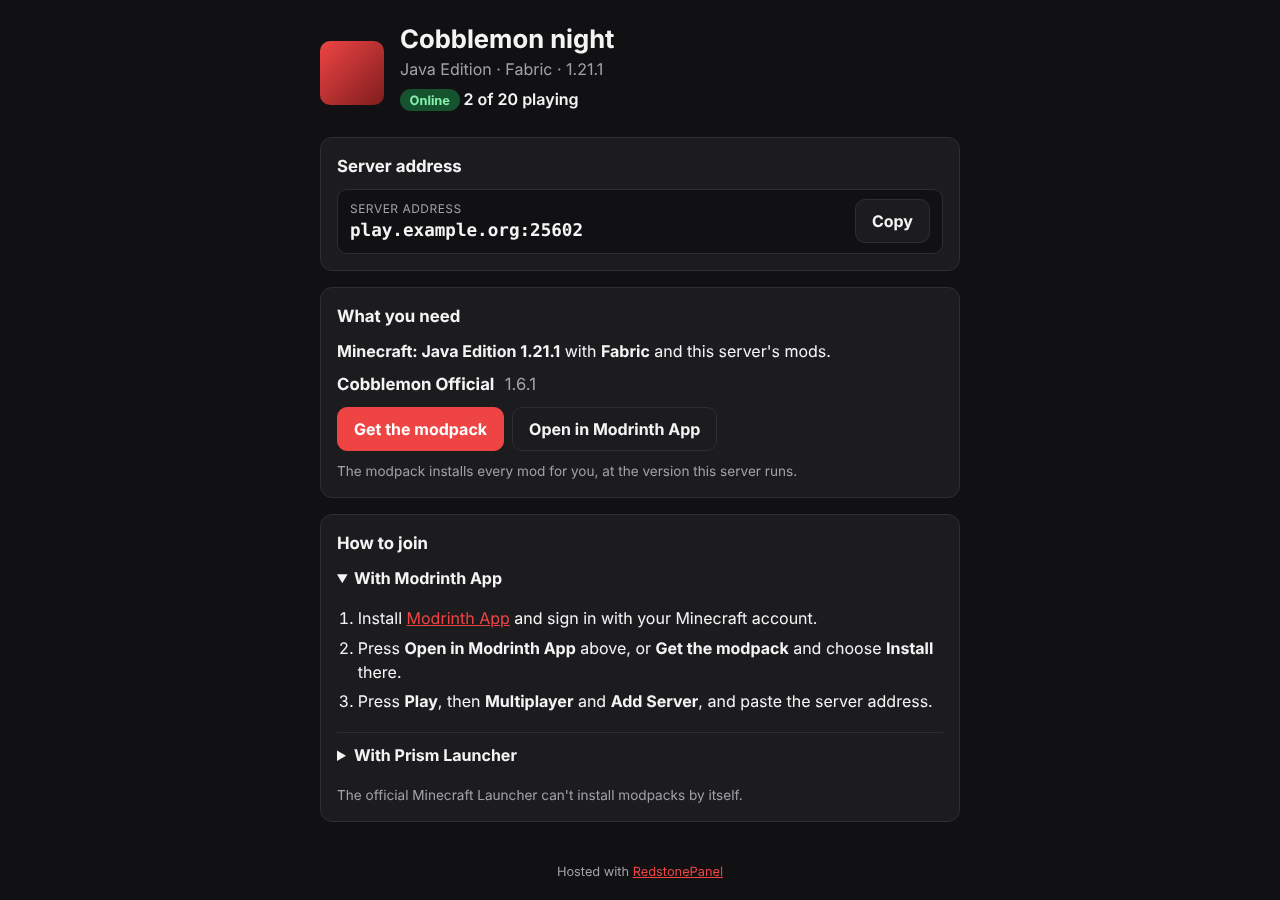 Cobblemon night
Java Edition · Fabric · 1.21.1
Online 2 of 20 playing
Server address
SERVER ADDRESS
play.example.org:25602
Copy
What you need
Minecraft: Java Edition 1.21.1 with Fabric and this server's mods.
Cobblemon Official 1.6.1
Get the modpack
Open in Modrinth App
The modpack installs every mod for you, at the version this server runs.
How to join
With Modrinth App
1. Install Modrinth App and sign in with your Minecraft account.
2. Press Open in Modrinth App above, or Get the modpack and choose Install
there.
3. Press Play, then Multiplayer and Add Server, and paste the server address.
With Prism Launcher
The official Minecraft Launcher can't install modpacks by itself.
Hosted with RedstonePanel